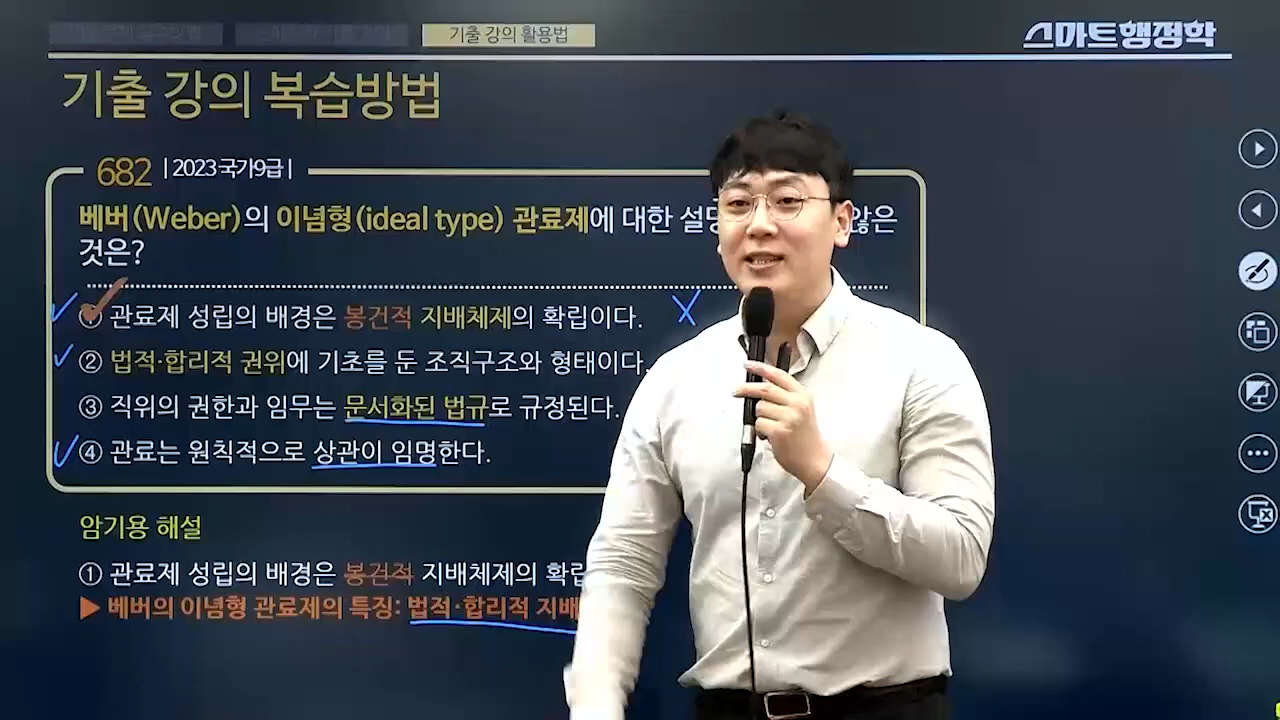 기출 강의 활용법
스마트행정학
기출 강의 복습방법
682 | 2023 국가9급 |
베버(Weber)의 이념형(ideal type) 관료제에 대한 설명 않은
것은?
① 관료제 성립의 배경은 봉건적 지배체제의 확립이다.
② 법적·합리적 권위에 기초를 둔 조직구조와 형태이다.
③ 직위의 권한과 임무는 문서화된 법규로 규정된다.
④ 관료는 원칙적으로 상관이 임명한다.
암기용 해설
① 관료제 성립의 배경은 봉건적 지배체제의 확립
▶ 베버의 이념형 관료제의 특징: 법적·합리적 지배